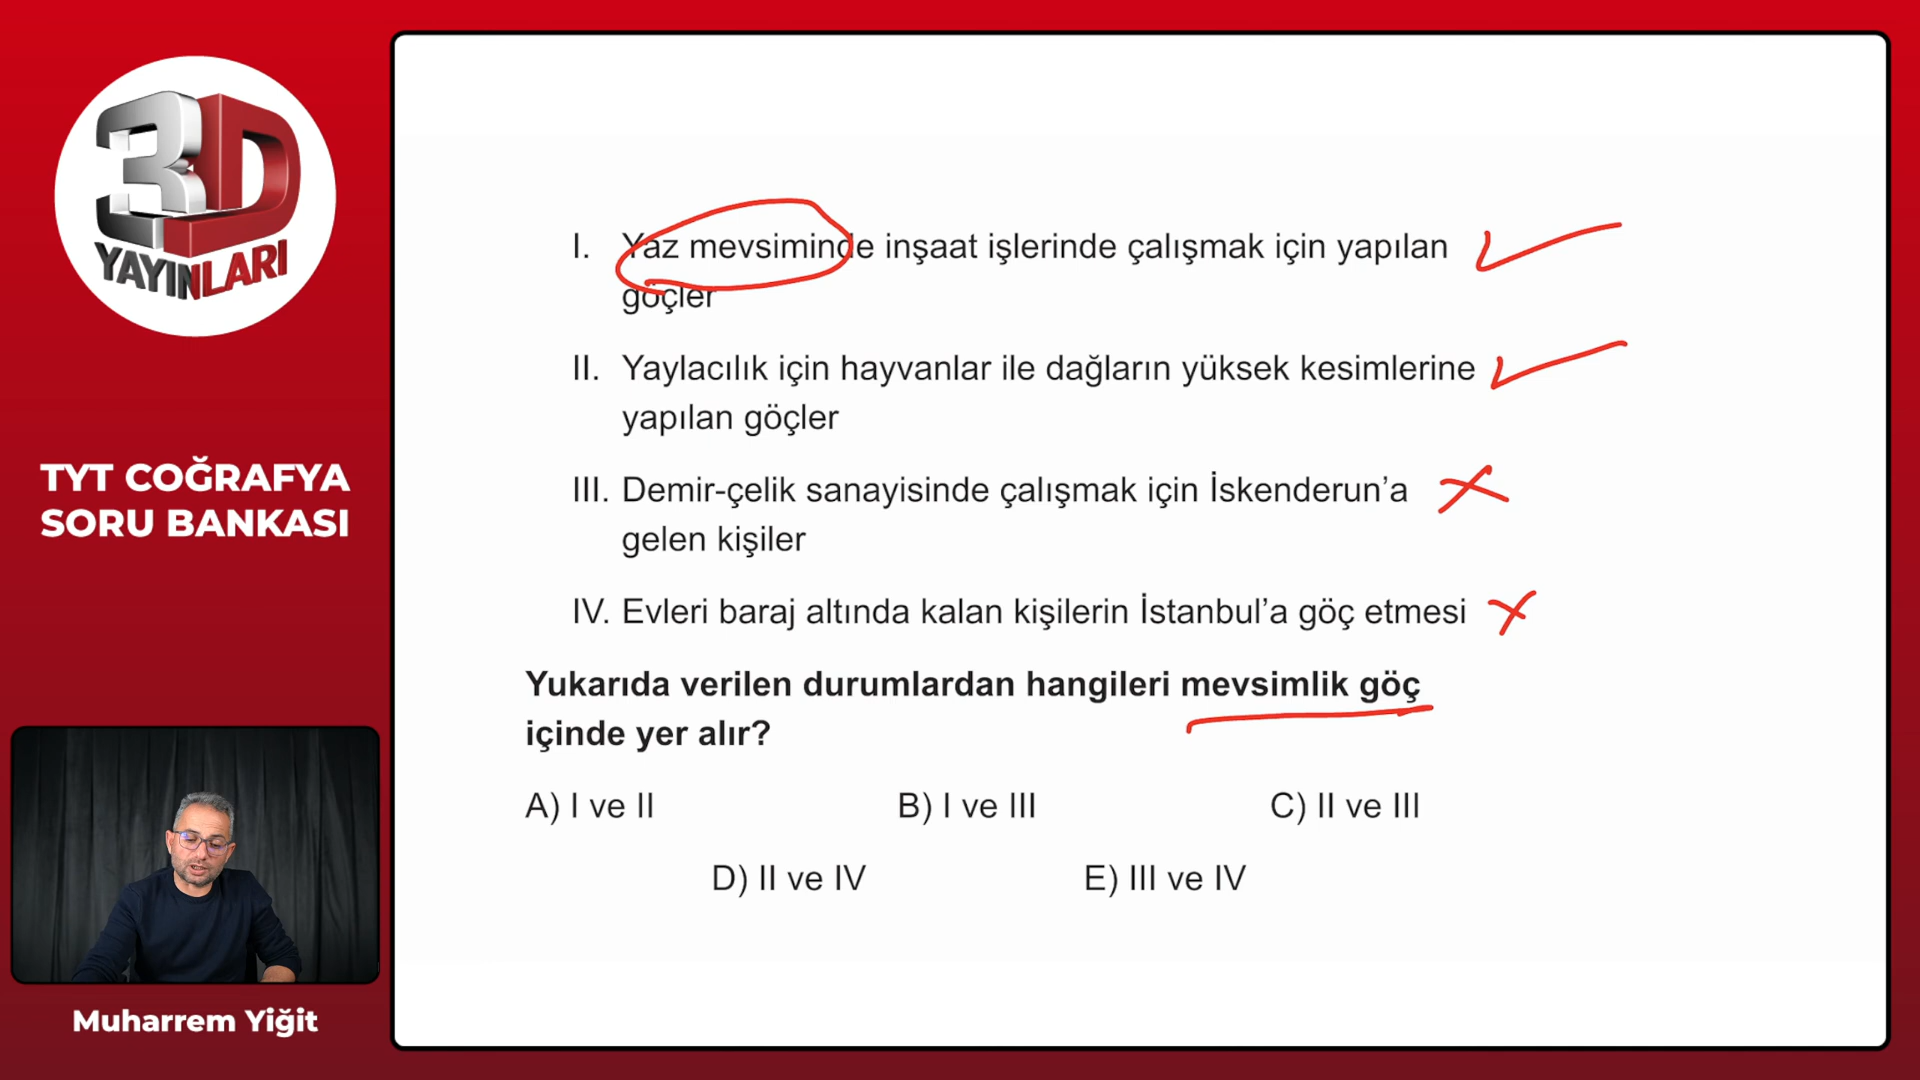 3D
YAYINLARI
TYT COĞRAFYA
SORU BANKASI
Muharrem Yiğit
I. Yaz mevsiminde inşaat işlerinde çalışmak için yapılan
göçler
II. Yaylacılık için hayvanlar ile dağların yüksek kesimlerine
yapılan göçler
III. Demir-çelik sanayisinde çalışmak için İskenderun’a
gelen kişiler
IV. Evleri baraj altında kalan kişilerin İstanbul’a göç etmesi
Yukarıda verilen durumlardan hangileri mevsimlik göç
içinde yer alır?
A) I ve II B) I ve III C) II ve III
D) II ve IV E) III ve IV